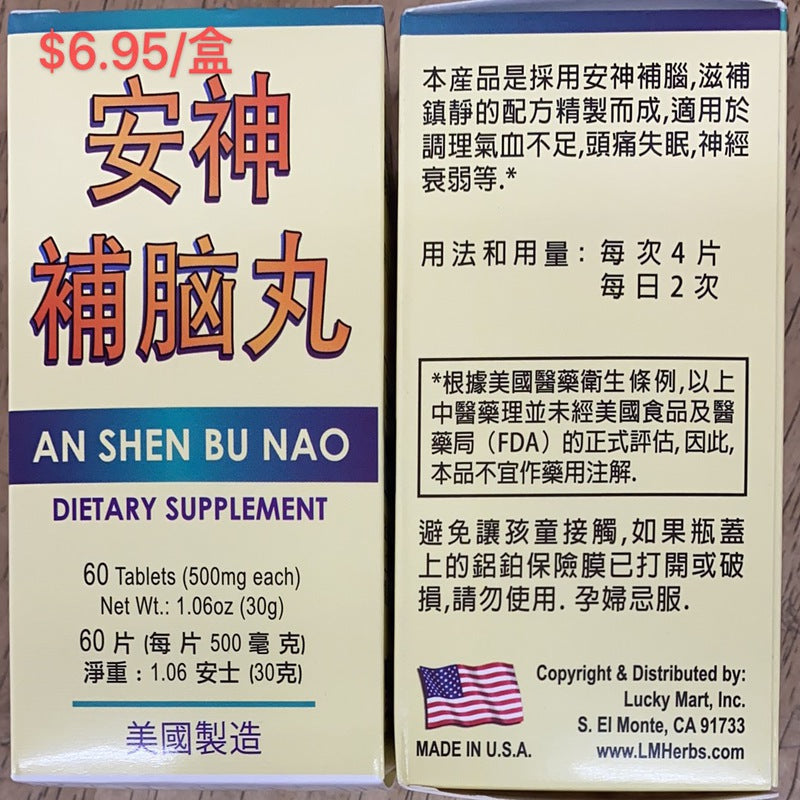 $6.95/盒
安神
補脑丸
AN SHEN BU NAO
DIETARY SUPPLEMENT
60 Tablets (500mg each)
Net Wt.: 1.06oz (30g)
60 片 (每 片 500 毫 克)
淨重：1.06 安士 (30克)
美國製造
本産品是採用安神補腦,滋補
鎮靜的配方精製而成,適用於
調理氣血不足,頭痛失眠,神經
衰弱等.*
用法和用量：每 次 4 片
每 日 2 次
*根據美國醫藥衛生條例,以上
中醫藥理並未經美國食品及醫
藥局（FDA）的正式評估,因此,
本品不宜作藥用注解.
避免讓孩童接觸,如果瓶蓋
上的鋁鉑保險膜已打開或破
損,請勿使用. 孕婦忌服.
MADE IN U.S.A.
Copyright & Distributed by:
Lucky Mart, Inc.
S. El Monte, CA 91733
www.LMHerbs.com